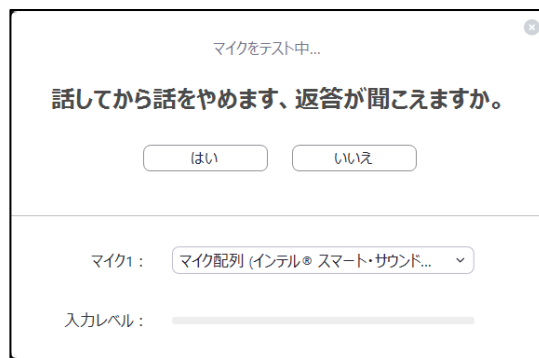 マイクをテスト中...
話してから話をやめます、返答が聞こえますか。
はい
いいえ
マイク1：
マイク配列 (インテル® スマート・サウンド...
入力レベル：